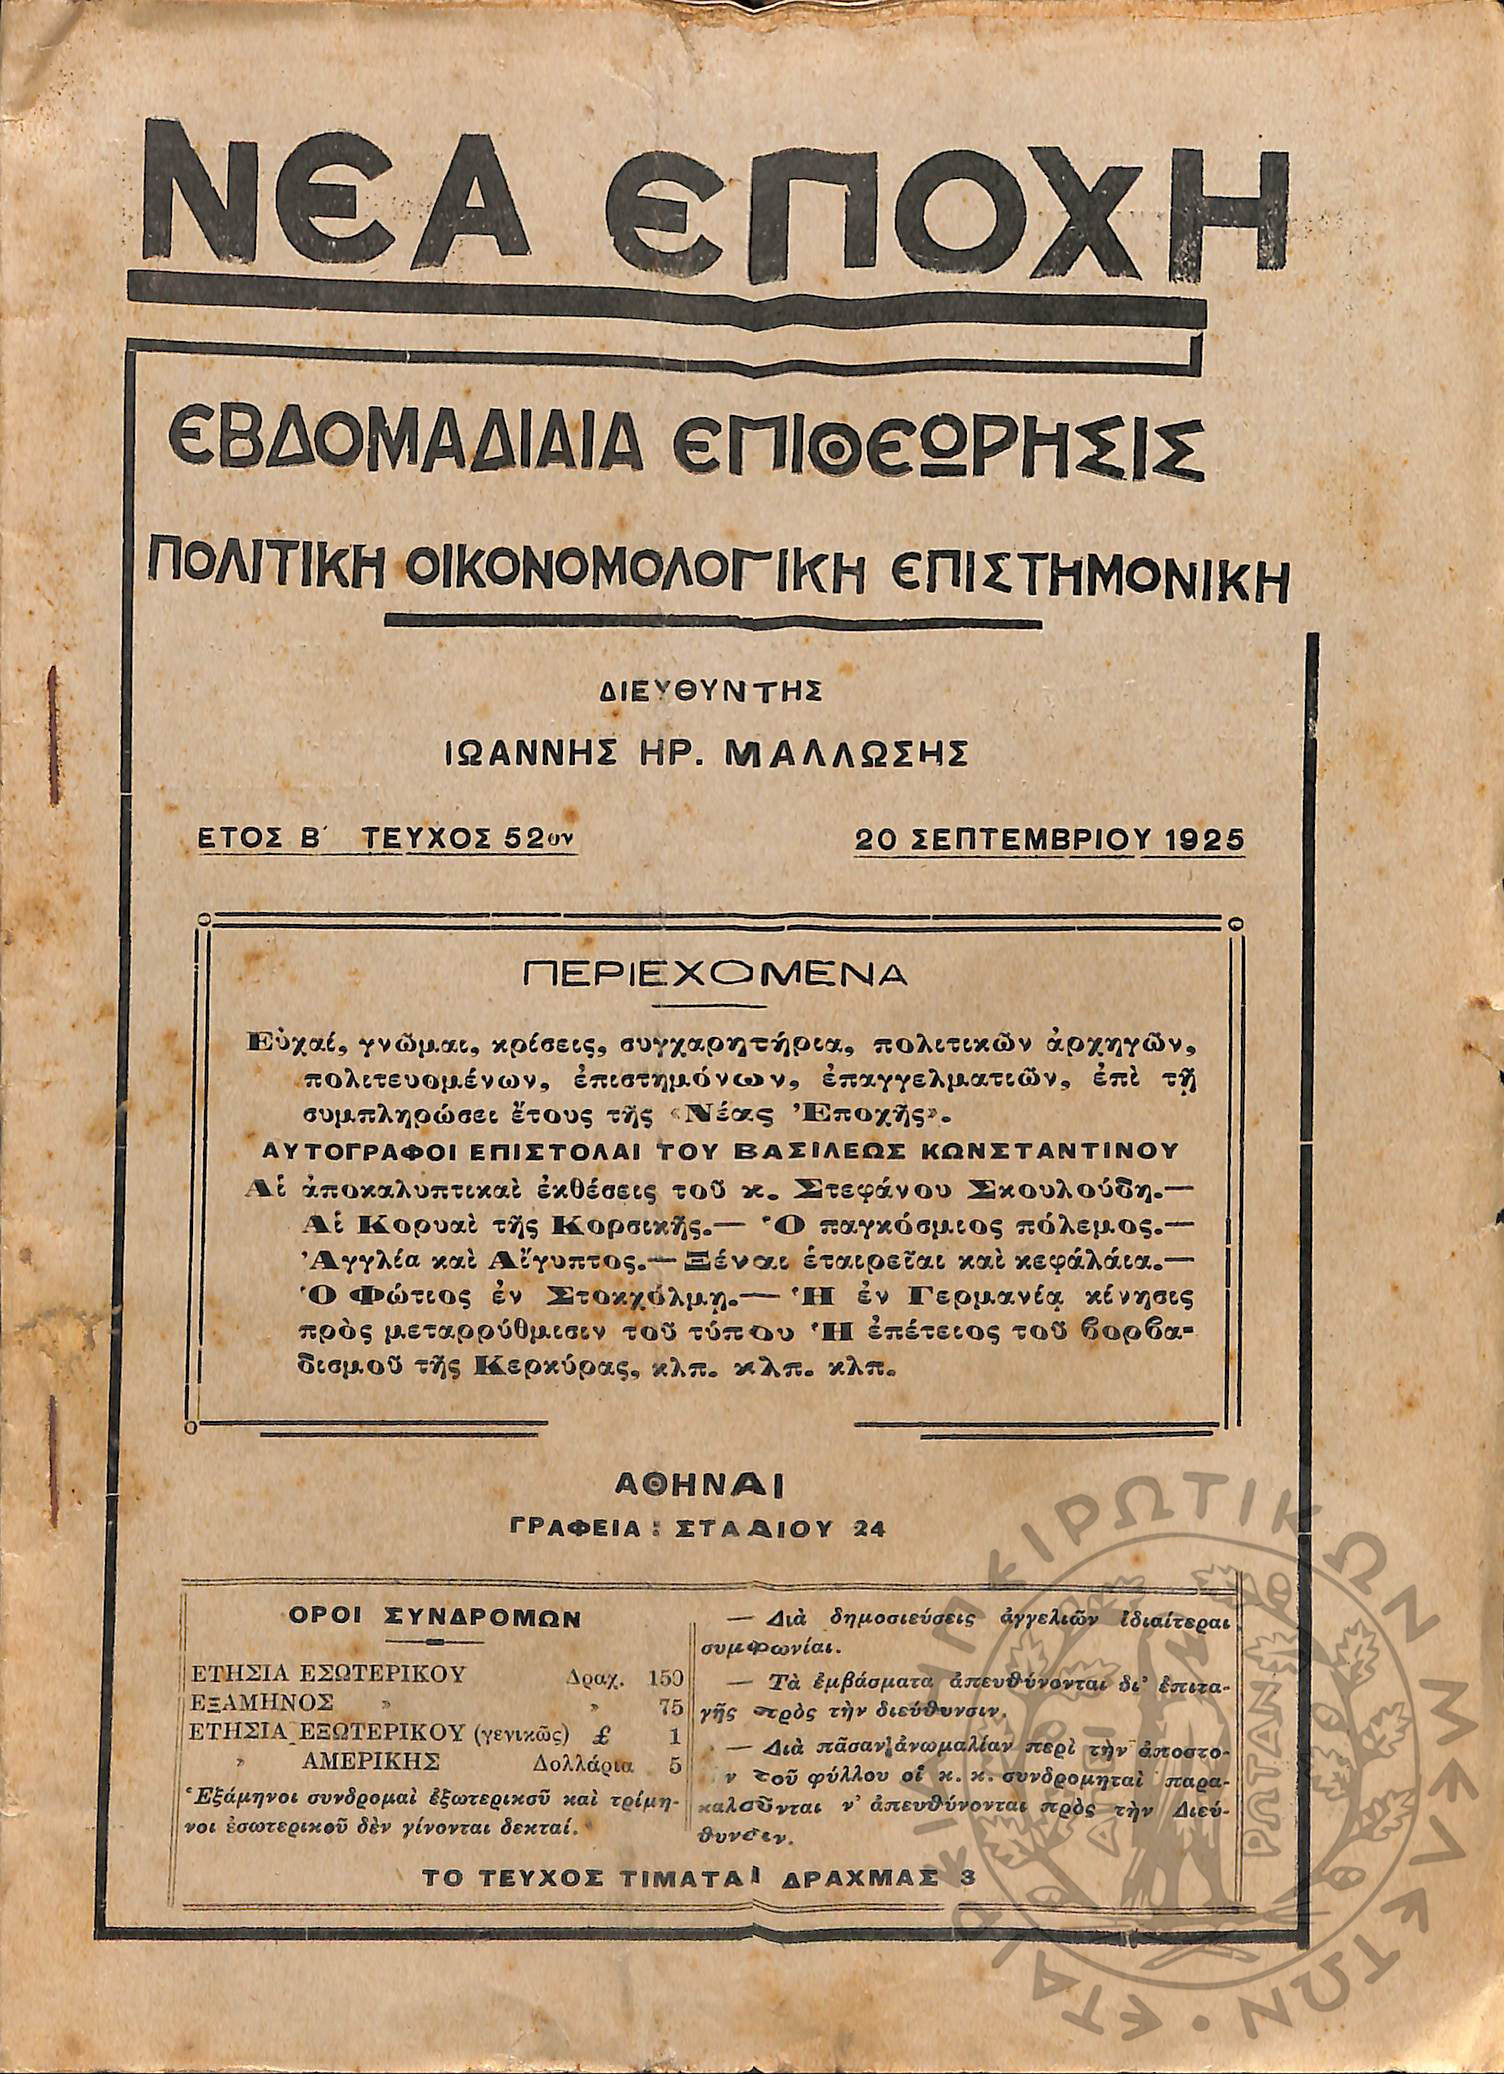 ΝΕΑ ΕΠΟΧΗ
ΕΒΔΟΜΑΔΙΑΙΑ ΕΠΙΘΕΩΡΗΣΙΣ
ΠΟΛΙΤΙΚΗ ΟΙΚΟΝΟΜΟΛΟΓΙΚΗ ΕΠΙΣΤΗΜΟΝΙΚΗ
ΔΙΕΥΘΥΝΤΗΣ
ΙΩΑΝΝΗΣ ΗΡ. ΜΑΛΛΩΣΗΣ
ΕΤΟΣ Β΄ ΤΕΥΧΟΣ 52ον
20 ΣΕΠΤΕΜΒΡΙΟΥ 1925
ΠΕΡΙΕΧΟΜΕΝΑ
Εὐχαί, γνῶμαι, κρίσεις, συγχαρητήρια, πολιτικῶν ἀρχηγῶν,
πολιτευομένων, ἐπιστημόνων, ἐπαγγελματιῶν, ἐπὶ τῇ
συμπληρώσει ἔτους τῆς «Νέας Ἐποχῆς».
ΑΥΤΟΓΡΑΦΟΙ ΕΠΙΣΤΟΛΑΙ ΤΟΥ ΒΑΣΙΛΕΩΣ ΚΩΝΣΤΑΝΤΙΝΟΥ
Αἱ ἀποκαλυπτικαὶ ἐκθέσεις τοῦ κ. Στεφάνου Σκουλούδη.—
Αἱ Κορυαὶ τῆς Κορσικῆς.— Ὁ παγκόσμιος πόλεμος.—
Ἀγγλία καὶ Αἴγυπτος.— Ξέναι ἑταιρεῖαι καὶ κεφάλάια.—
Ὁ Φώτιος ἐν Στοκχόλμῃ.— Ἡ ἐν Γερμανίᾳ κίνησις
πρὸς μεταρρύθμισιν τοῦ τύπου Ἡ ἐπέτειος τοῦ βορβα-
δισμοῦ τῆς Κερκύρας, κλπ. κλπ. κλπ.
ΑΘΗΝΑΙ
ΓΡΑΦΕΙΑ : ΣΤΑΔΙΟΥ 24
ΟΡΟΙ ΣΥΝΔΡΟΜΩΝ
ΕΤΗΣΙΑ ΕΣΩΤΕΡΙΚΟΥ Δραχ. 150
ΕΞΑΜΗΝΟΣ » » 75
ΕΤΗΣΙΑ ΕΞΩΤΕΡΙΚΟΥ (γενικῶς) £ 1
» ΑΜΕΡΙΚΗΣ Δολλάρια 5
Ἑξάμηνοι συνδρομαὶ ἐξωτερικοῦ καὶ τρίμη-
νοι ἐσωτερικοῦ δὲν γίνονται δεκταί.
— Διὰ δημοσιεύσεις ἀγγελιῶν ἰδιαίτεραι
συμφωνίαι.
— Τὰ ἐμβάσματα ἀπευθύνονται δι' ἐπιτα-
γῆς πρὸς τὴν διεύθυνσιν.
— Διὰ πᾶσαν ἀνωμαλίαν περὶ τὴν ἀποστο-
ν τοῦ φύλλου οἱ κ. κ. συνδρομηταὶ παρα-
καλοῦνται ν' ἀπευθύνονται πρὸς τὴν Διεύ-
θυνσιν.
ΤΟ ΤΕΥΧΟΣ ΤΙΜΑΤΑΙ ΔΡΑΧΜΑΣ 3
ΕΤΑΙΡΕΙΑ ΗΠΕΙΡΩΤΙΚΩΝ ΜΕΛΕΤΩΝ